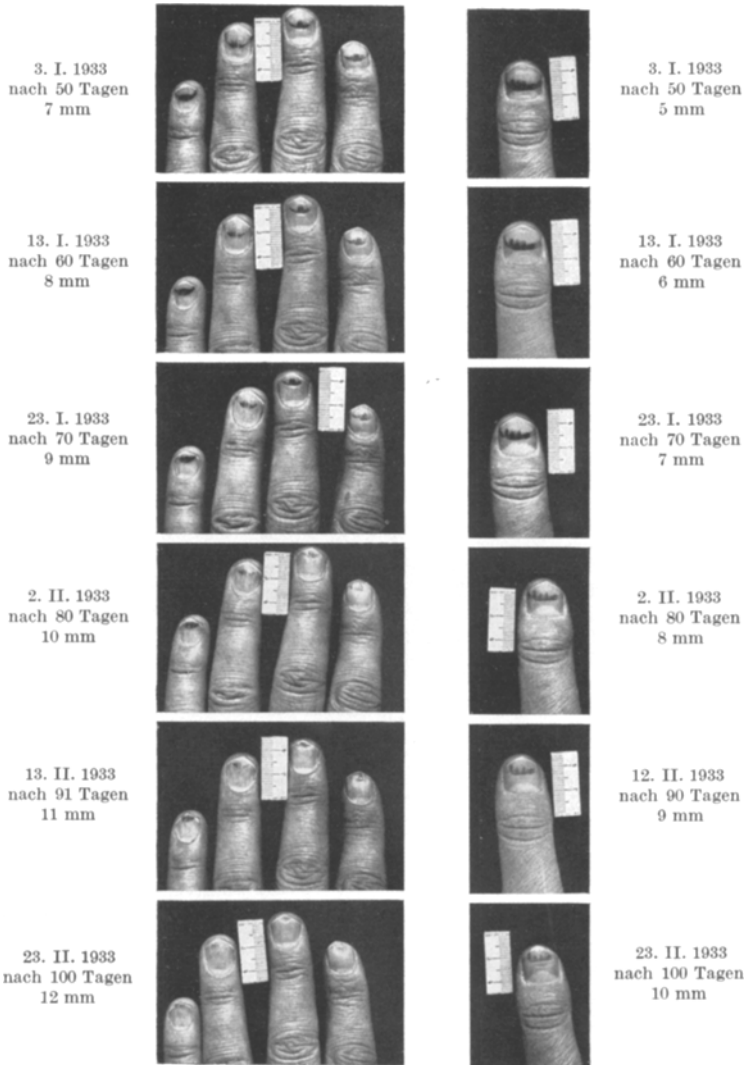 3. I. 1933
nach 50 Tagen
7 mm
3. I. 1933
nach 50 Tagen
5 mm
13. I. 1933
nach 60 Tagen
8 mm
13. I. 1933
nach 60 Tagen
6 mm
23. I. 1933
nach 70 Tagen
9 mm
23. I. 1933
nach 70 Tagen
7 mm
2. II. 1933
nach 80 Tagen
10 mm
2. II. 1933
nach 80 Tagen
8 mm
13. II. 1933
nach 91 Tagen
11 mm
12. II. 1933
nach 90 Tagen
9 mm
23. II. 1933
nach 100 Tagen
12 mm
23. II. 1933
nach 100 Tagen
10 mm